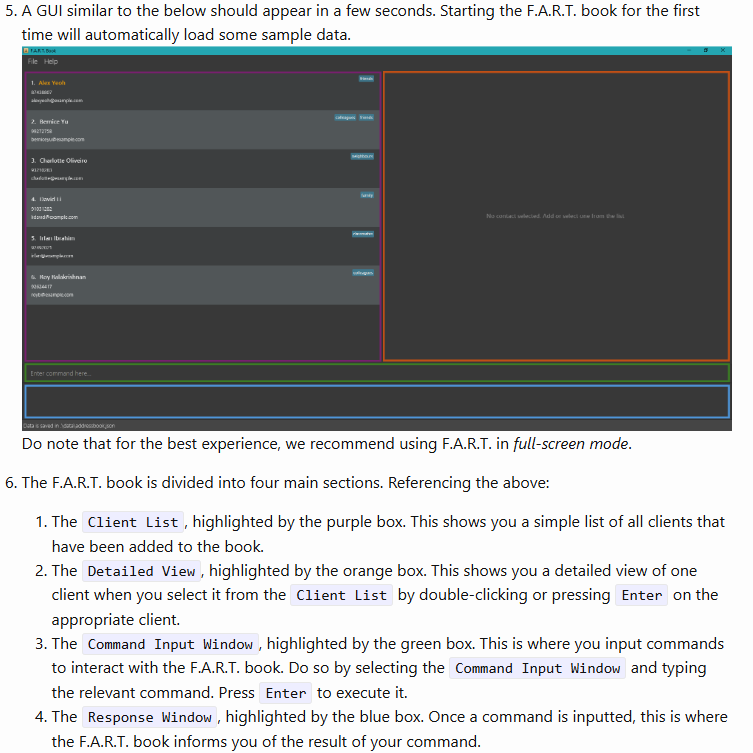 5. A GUI similar to the below should appear in a few seconds. Starting the F.A.R.T. book for the first
time will automatically load some sample data.
F.A.R.T. Book
File Help
1. Alex Yeoh
friends
87438807
alexyeoh@example.com
2. Bernice Yu
colleagues friends
99272758
berniceyu@example.com
3. Charlotte Oliveiro
neighbours
93210283
charlotte@example.com
4. David Li
family
91031282
lidavid@example.com
5. Irfan Ibrahim
classmates
92492021
irfan@example.com
6. Roy Balakrishnan
colleagues
92624417
royb@example.com
No contact selected. Add or select one from the list
Enter command here...
Data is saved in .\data\addressbook.json
Do note that for the best experience, we recommend using F.A.R.T. in full-screen mode.
6. The F.A.R.T. book is divided into four main sections. Referencing the above:
1. The Client List , highlighted by the purple box. This shows you a simple list of all clients that
have been added to the book.
2. The Detailed View , highlighted by the orange box. This shows you a detailed view of one
client when you select it from the Client List by double-clicking or pressing Enter on the
appropriate client.
3. The Command Input Window , highlighted by the green box. This is where you input commands
to interact with the F.A.R.T. book. Do so by selecting the Command Input Window and typing
the relevant command. Press Enter to execute it.
4. The Response Window , highlighted by the blue box. Once a command is inputted, this is where
the F.A.R.T. book informs you of the result of your command.